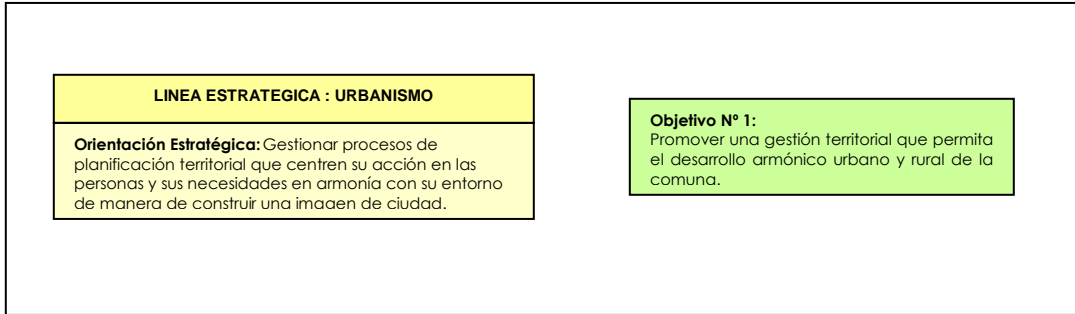 LINEA ESTRATEGICA : URBANISMO
Orientación Estratégica: Gestionar procesos de
planificación territorial que centren su acción en las
personas y sus necesidades en armonía con su entorno
de manera de construir una imagen de ciudad.
Objetivo Nº 1:
Promover una gestión territorial que permita
el desarrollo armónico urbano y rural de la
comuna.